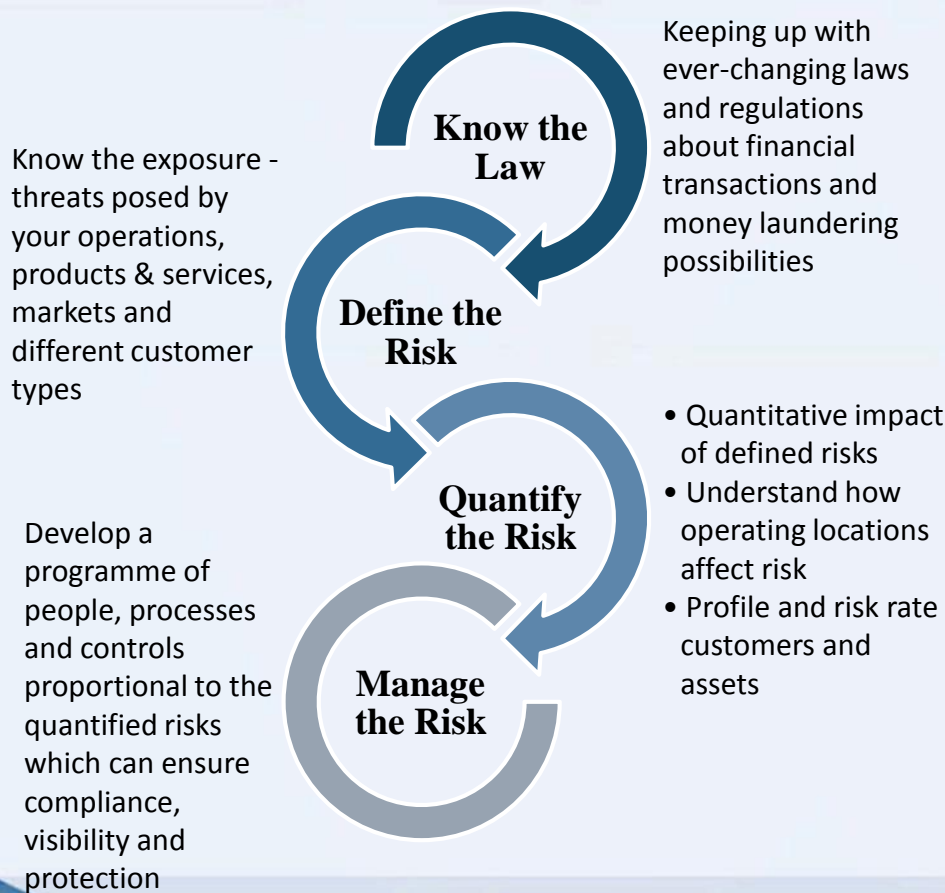 Know the
Law
Keeping up with
ever-changing laws
and regulations
about financial
transactions and
money laundering
possibilities
Know the exposure -
threats posed by
your operations,
products & services,
markets and
different customer
types
Define the
Risk
Quantify
the Risk
• Quantitative impact
of defined risks
• Understand how
operating locations
affect risk
• Profile and risk rate
customers and
assets
Develop a
programme of
people, processes
and controls
proportional to the
quantified risks
which can ensure
compliance,
visibility and
protection
Manage
the Risk